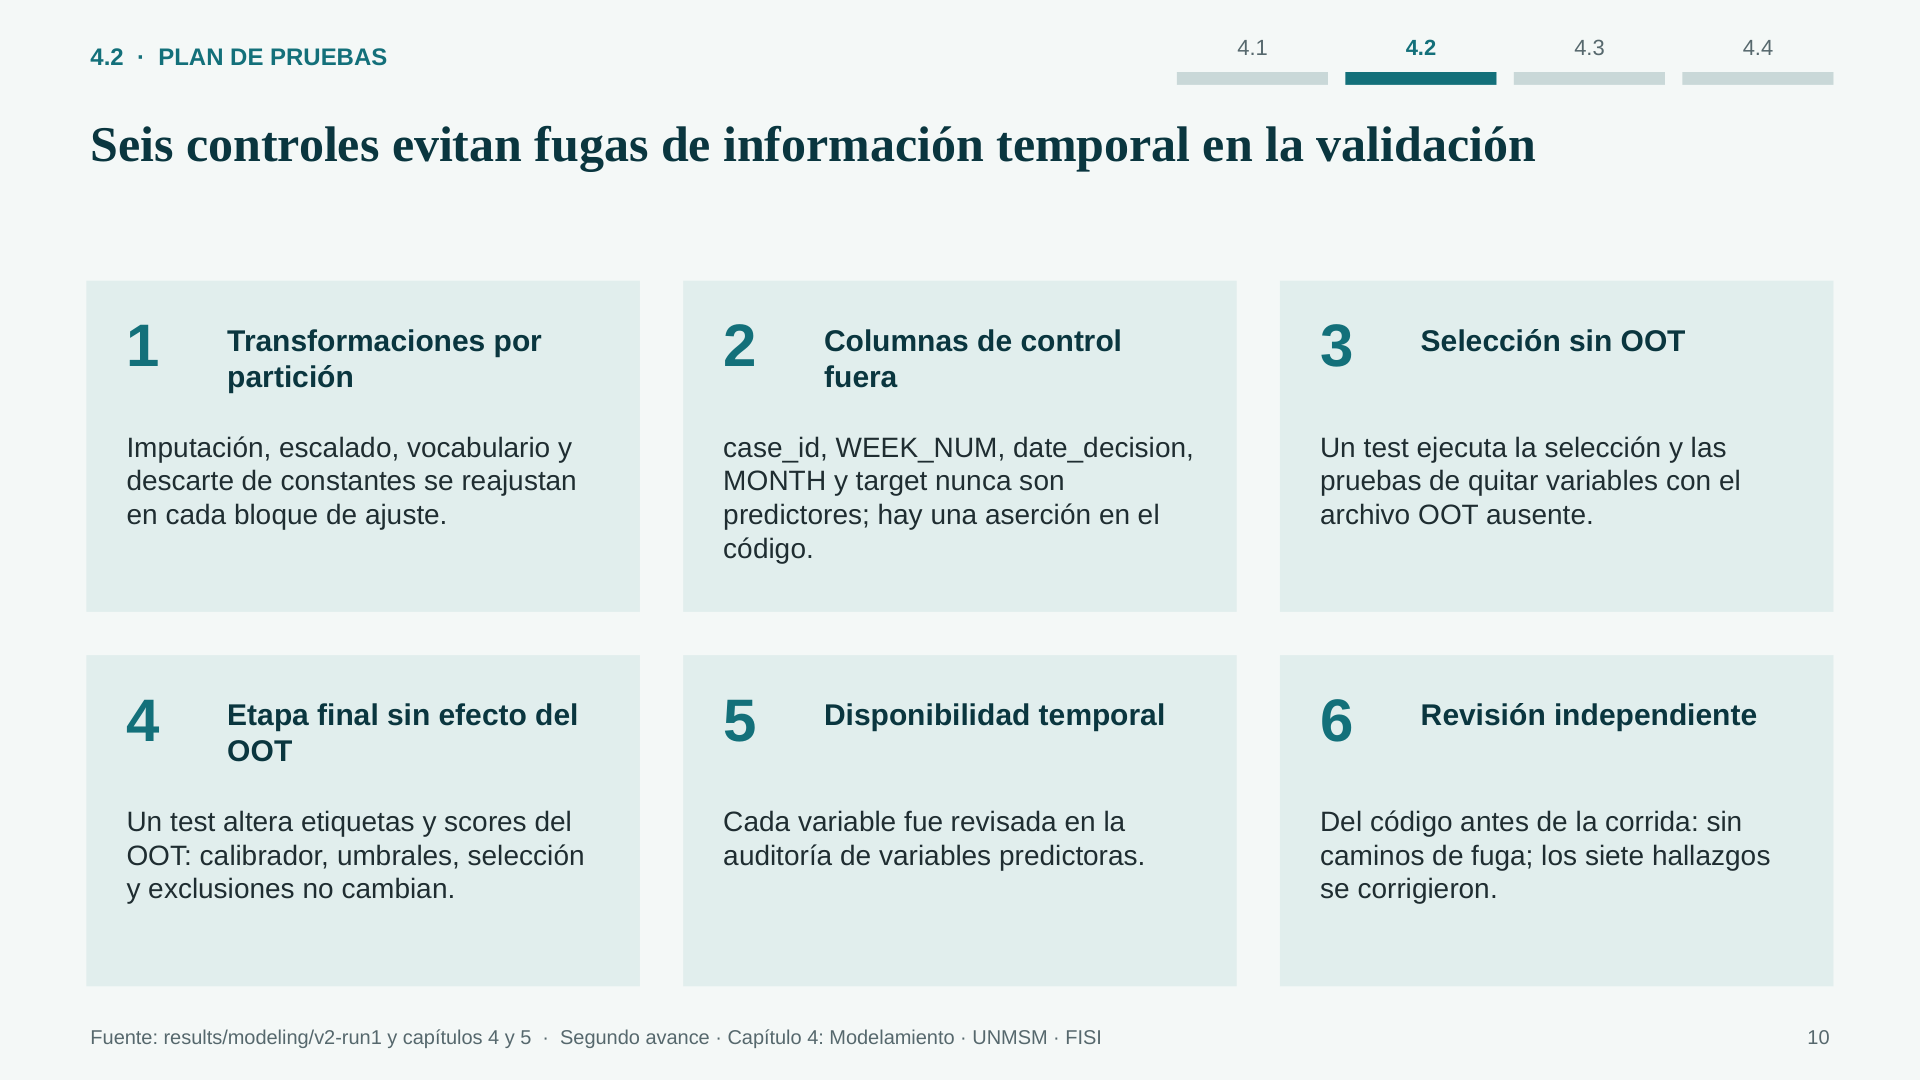 4.2 · PLAN DE PRUEBAS
4.1
4.2
4.3
4.4
Seis controles evitan fugas de información temporal en la validación
1
Transformaciones por
partición
Imputación, escalado, vocabulario y
descarte de constantes se reajustan
en cada bloque de ajuste.
2
Columnas de control
fuera
case_id, WEEK_NUM, date_decision,
MONTH y target nunca son
predictores; hay una aserción en el
código.
3
Selección sin OOT
Un test ejecuta la selección y las
pruebas de quitar variables con el
archivo OOT ausente.
4
Etapa final sin efecto del
OOT
Un test altera etiquetas y scores del
OOT: calibrador, umbrales, selección
y exclusiones no cambian.
5
Disponibilidad temporal
Cada variable fue revisada en la
auditoría de variables predictoras.
6
Revisión independiente
Del código antes de la corrida: sin
caminos de fuga; los siete hallazgos
se corrigieron.
Fuente: results/modeling/v2-run1 y capítulos 4 y 5 · Segundo avance · Capítulo 4: Modelamiento · UNMSM · FISI
10